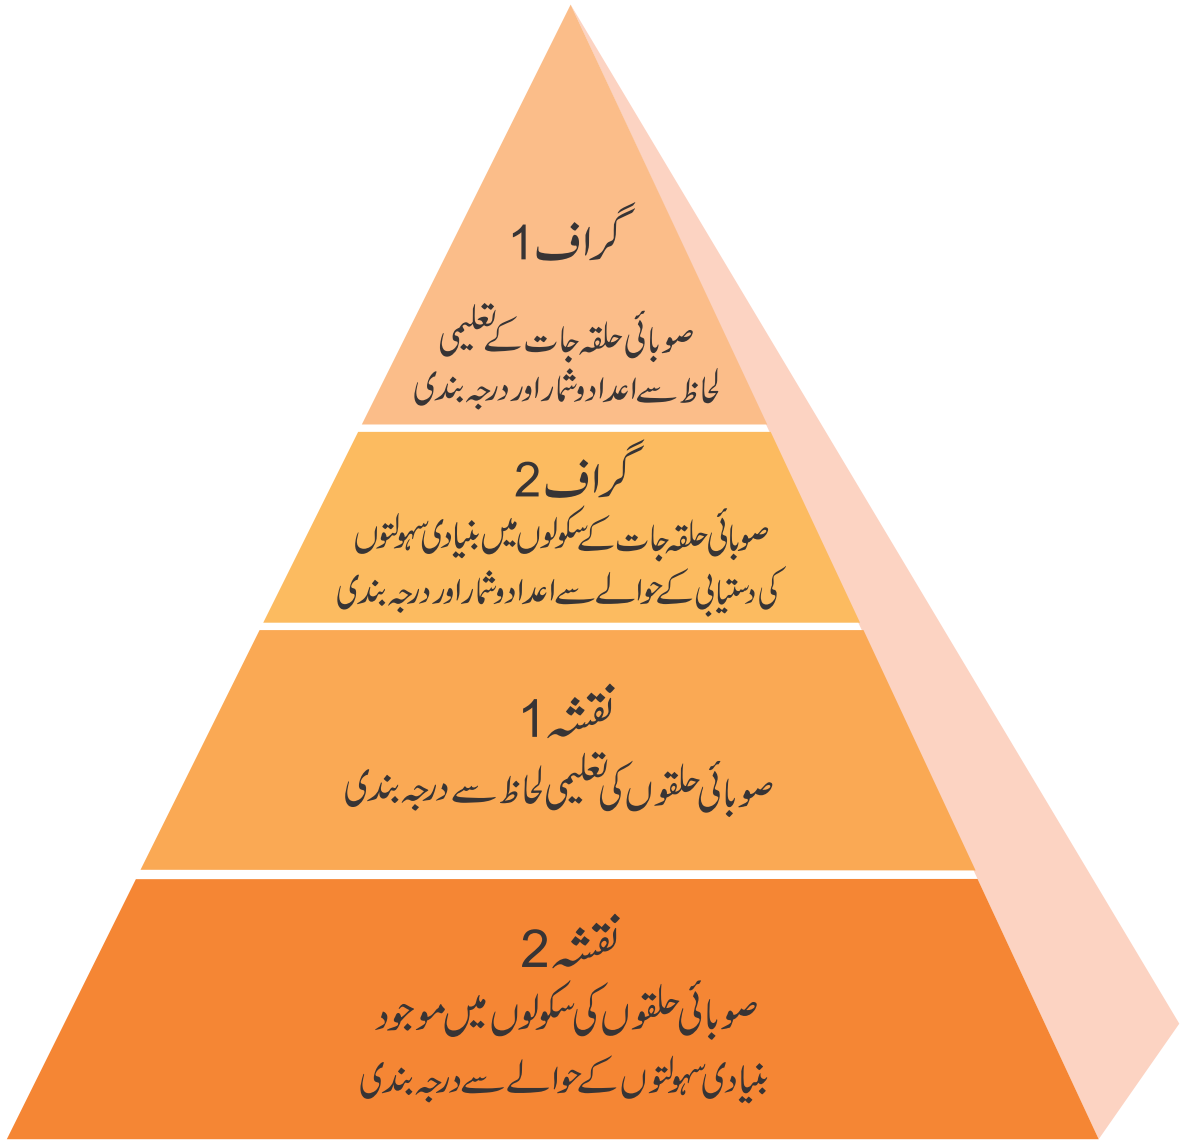 گراف 1
صوبائی حلقہ جات کے تعلیمی
لحاظ سے اعداد و شمار اور درجہ بندی
گراف 2
صوبائی حلقہ جات کے سکولوں میں بنیادی سہولتوں
کی دستیابی کے حوالے سے اعداد و شمار اور درجہ بندی
نقشہ 1
صوبائی حلقوں کی تعلیمی لحاظ سے درجہ بندی
نقشہ 2
صوبائی حلقوں کی سکولوں میں موجود
بنیادی سہولتوں کے حوالے سے درجہ بندی